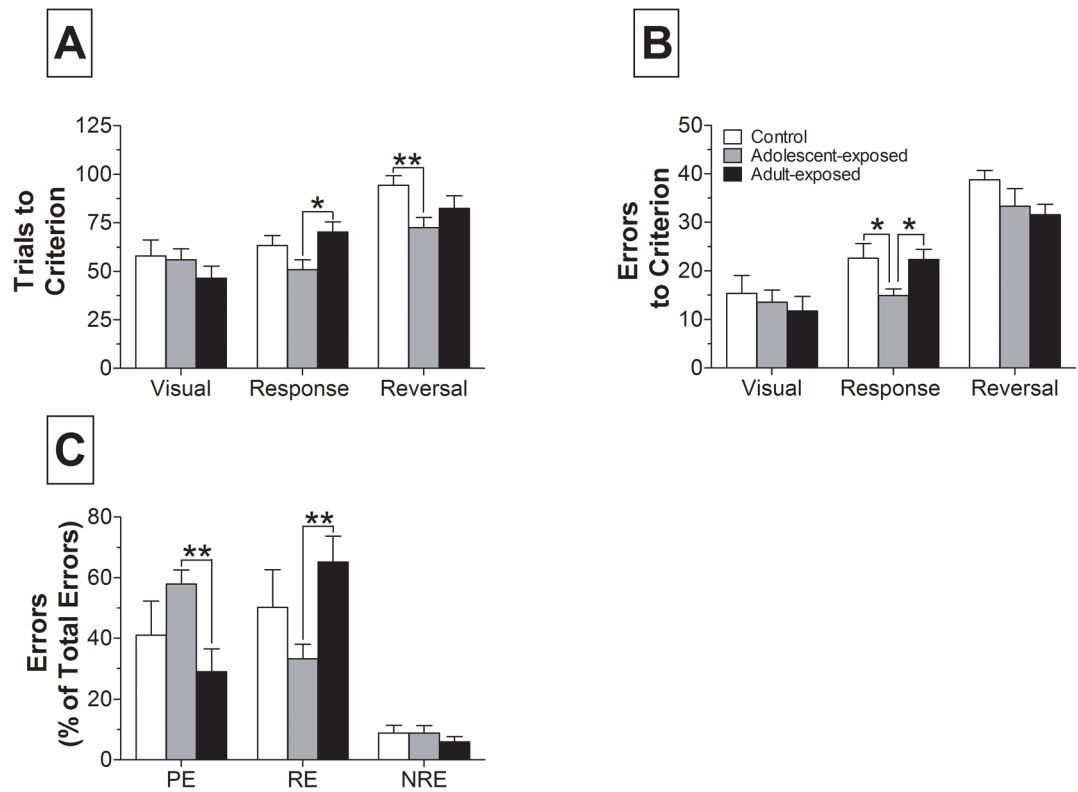 A
Trials to
Criterion
125
100
75
50
25
0
**
*
Visual Response Reversal
B
Errors
to Criterion
50
40
30
20
10
0
Control
Adolescent-exposed
Adult-exposed
* *
Visual Response Reversal
C
Errors
(% of Total Errors)
80
60
40
20
0
**
**
PE RE NRE